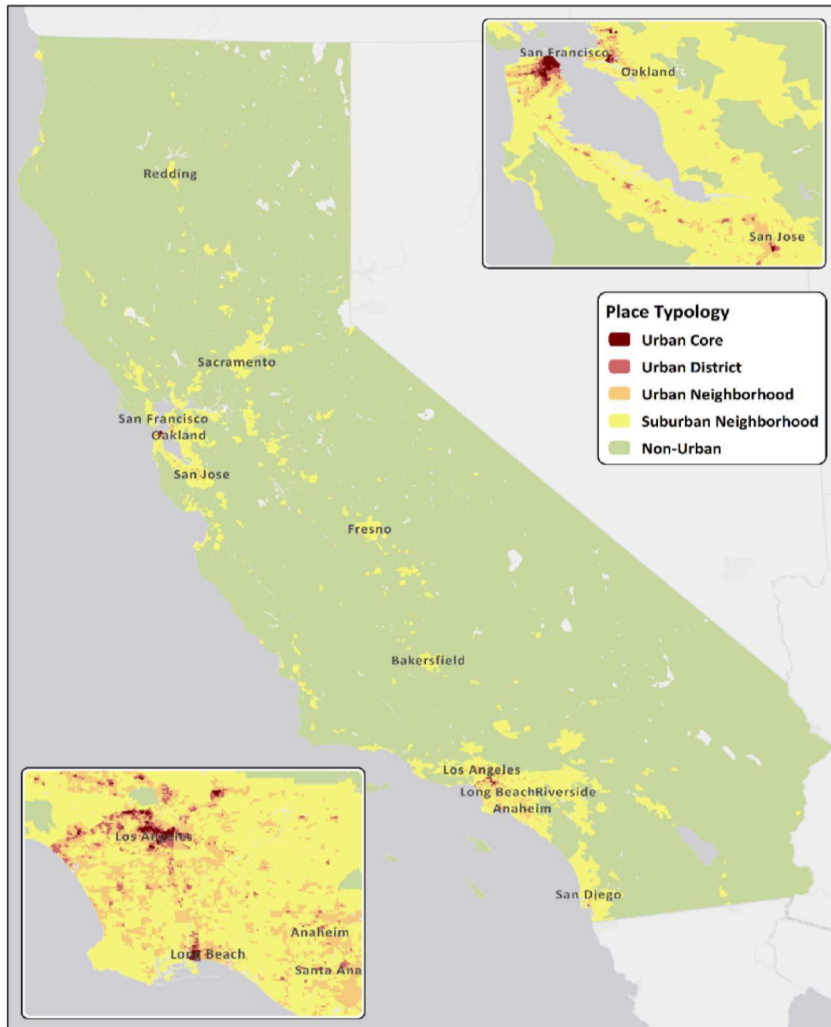 San Francisco
Oakland
San Jose
Redding
Place Typology
Urban Core
Urban District
Urban Neighborhood
Suburban Neighborhood
Non-Urban
Sacramento
San Francisco
Oakland
San Jose
Fresno
Bakersfield
Los Angeles
Long Beach
Riverside
Anaheim
San Diego
Los Angeles
Anaheim
Long Beach
Santa Ana